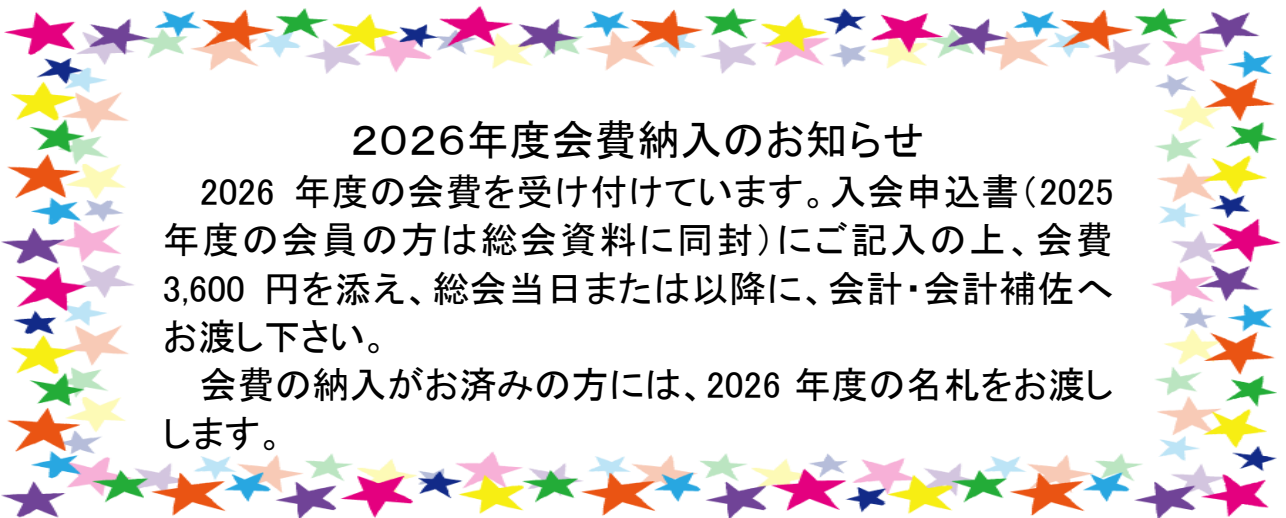 ２０２６年度会費納入のお知らせ
　2026 年度の会費を受け付けています。入会申込書（2025
年度の会員の方は総会資料に同封）にご記入の上、会費
3,600 円を添え、総会当日または以降に、会計・会計補佐へ
お渡し下さい。
　会費の納入がお済みの方には、2026 年度の名札をお渡し
します。